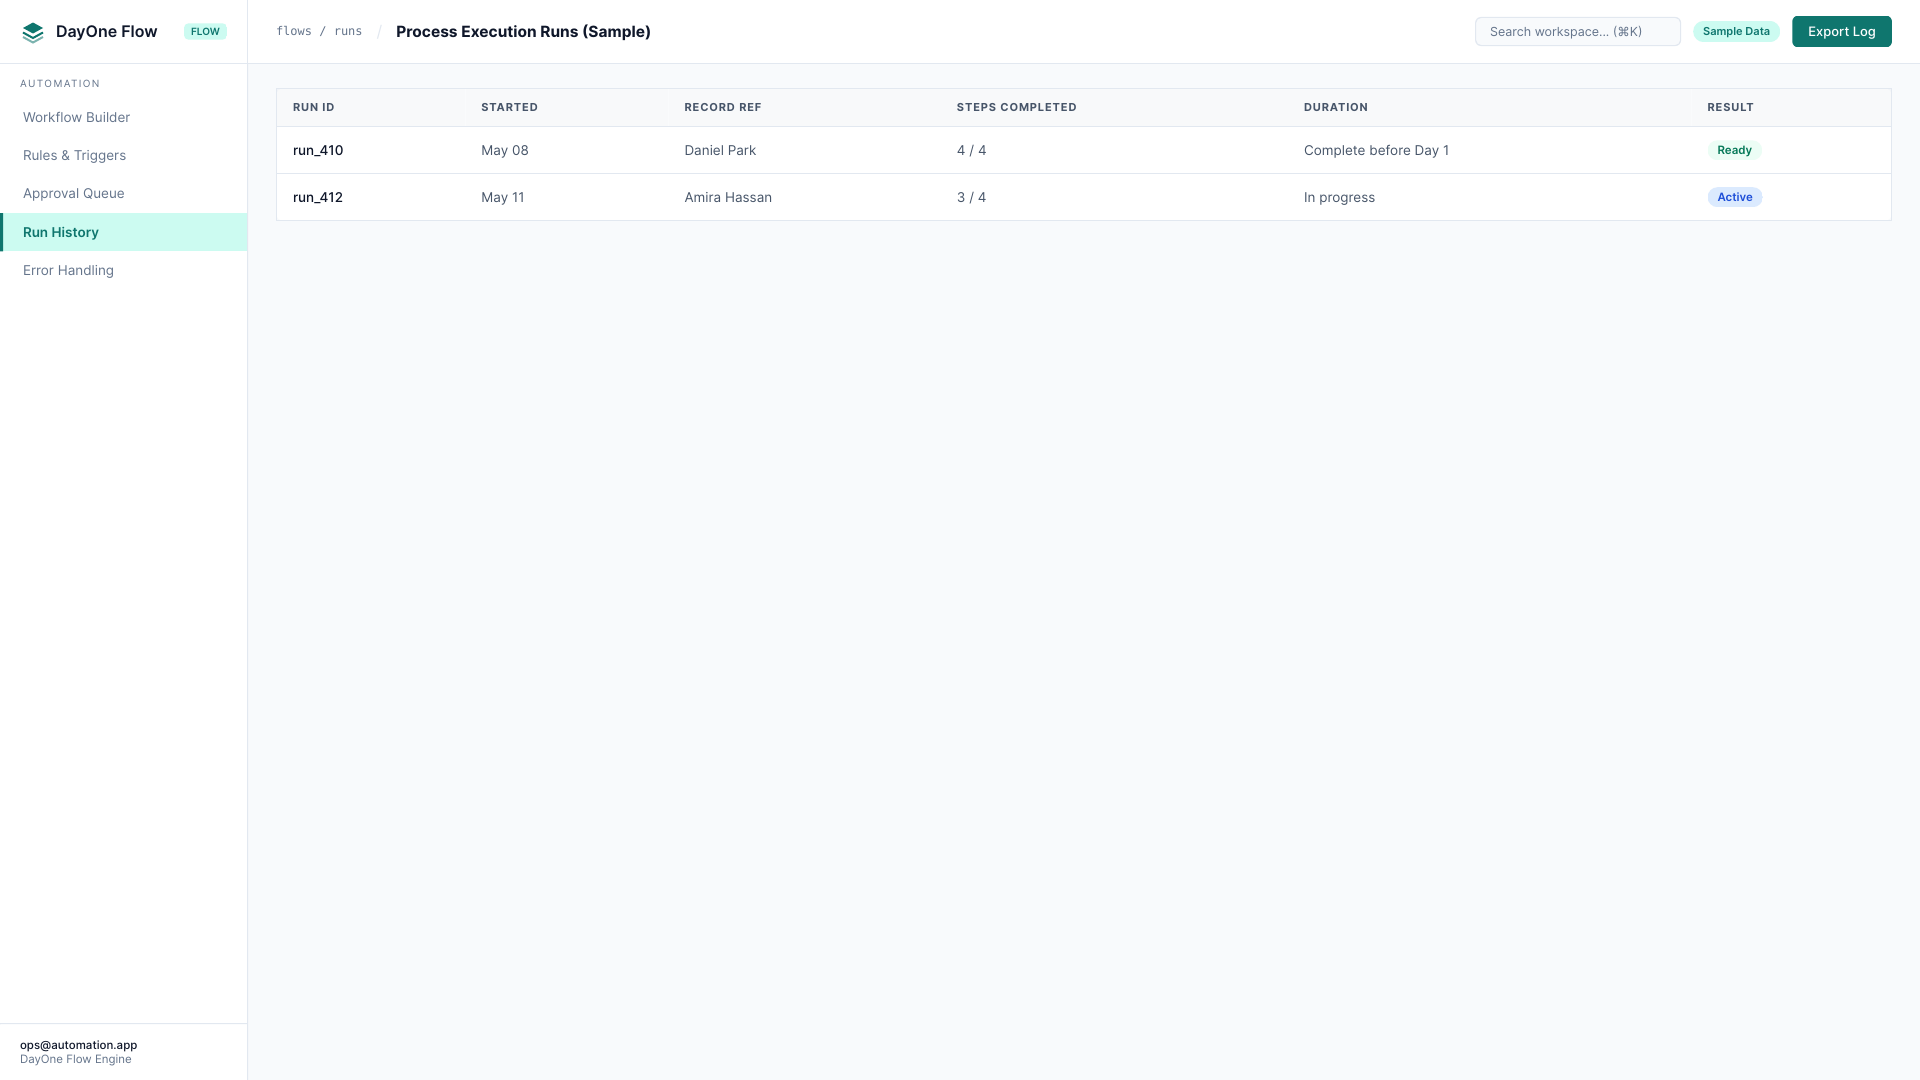 DayOne Flow FLOW
flows / runs / Process Execution Runs (Sample)
Search workspace... (⌘K)
Sample Data
Export Log
AUTOMATION
Workflow Builder
Rules & Triggers
Approval Queue
Run History
Error Handling
RUN ID STARTED RECORD REF STEPS COMPLETED DURATION RESULT
run_410 May 08 Daniel Park 4 / 4 Complete before Day 1 Ready
run_412 May 11 Amira Hassan 3 / 4 In progress Active
ops@automation.app
DayOne Flow Engine